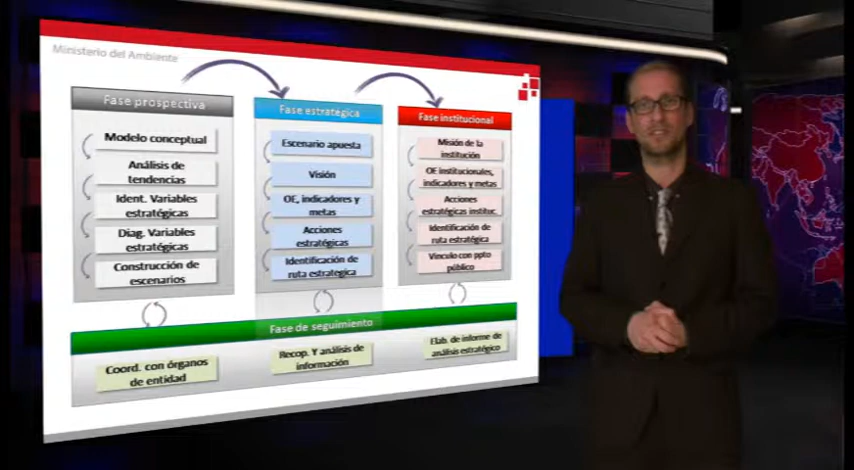 Ministerio del Ambiente
Fase prospectiva
Modelo conceptual
Análisis de
tendencias
Ident. Variables
estratégicas
Diag. Variables
estratégicas
Construcción de
escenarios
Fase estratégica
Escenario apuesta
Visión
OE, indicadores y
metas
Acciones
estratégicas
Identificación de
ruta estrategica
Fase institucional
Misión de la
institución
OE institucionales,
indicadores y metas
Acciones
estratégicas instituc.
Identificación de
ruta estratégica
Vinculo con ppto
público
Fase de seguimiento
Coord. con órganos
de entidad
Recop. Y análisis de
información
Elab. de informe de
análisis estratégico